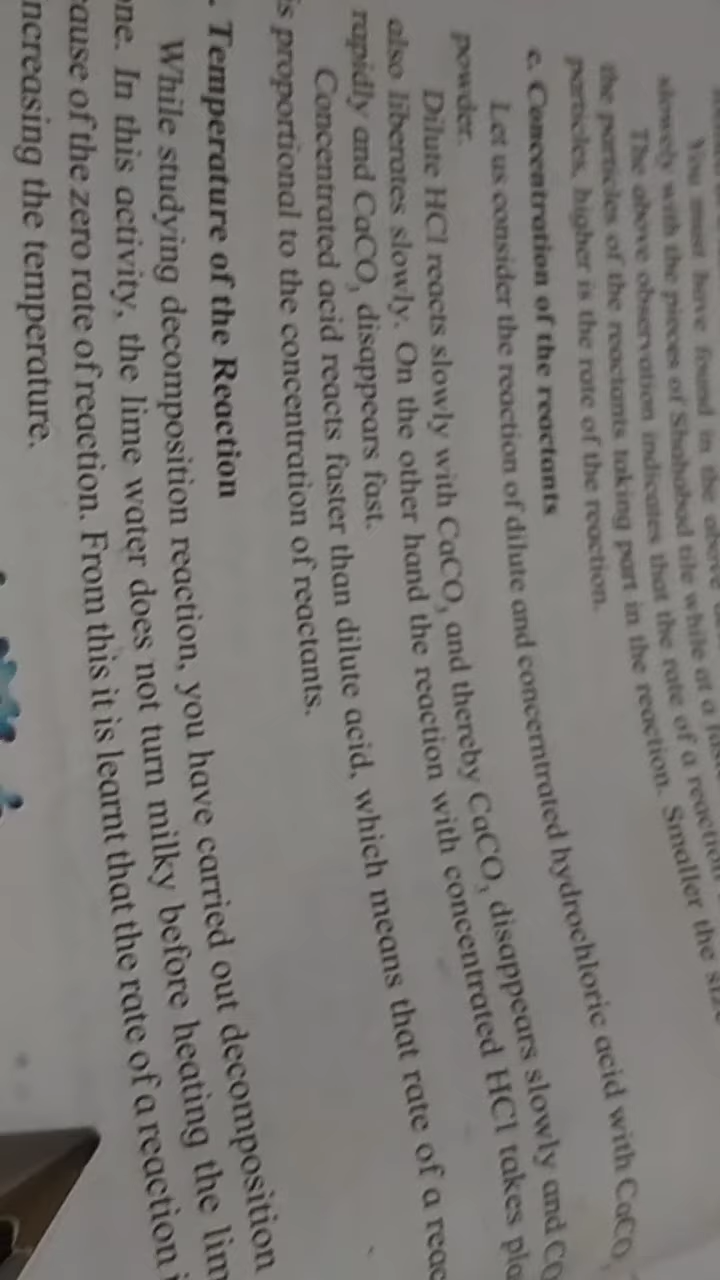 You must have found in the above
slowly with the pieces of Shahabad tile while at a
The above observation indicates that the rate of a reaction
the particles of the reactants taking part in the reaction. Smaller the size
particles, higher is the rate of the reaction.
c. Concentration of the reactants
Let us consider the reaction of dilute and concerntrated hydrochloric acid with CaCO₃
powder.
Dilute HCl reacts slowly with CaCO₃ and thereby CaCO₃ disappears slowly and CO
also liberates slowly. On the other hand the reaction with concentrated HCl takes pla
rapidly and CaCO₃ disappears fast.
Concentrated acid reacts faster than dilute acid, which means that rate of a reac
is proportional to the concentration of reactants.
. Temperature of the Reaction
While studying decomposition reaction, you have carried out decomposition
ne. In this activity, the lime water does not turn milky before heating the lim
ause of the zero rate of reaction. From this it is learnt that the rate of a reaction i
ncreasing the temperature.